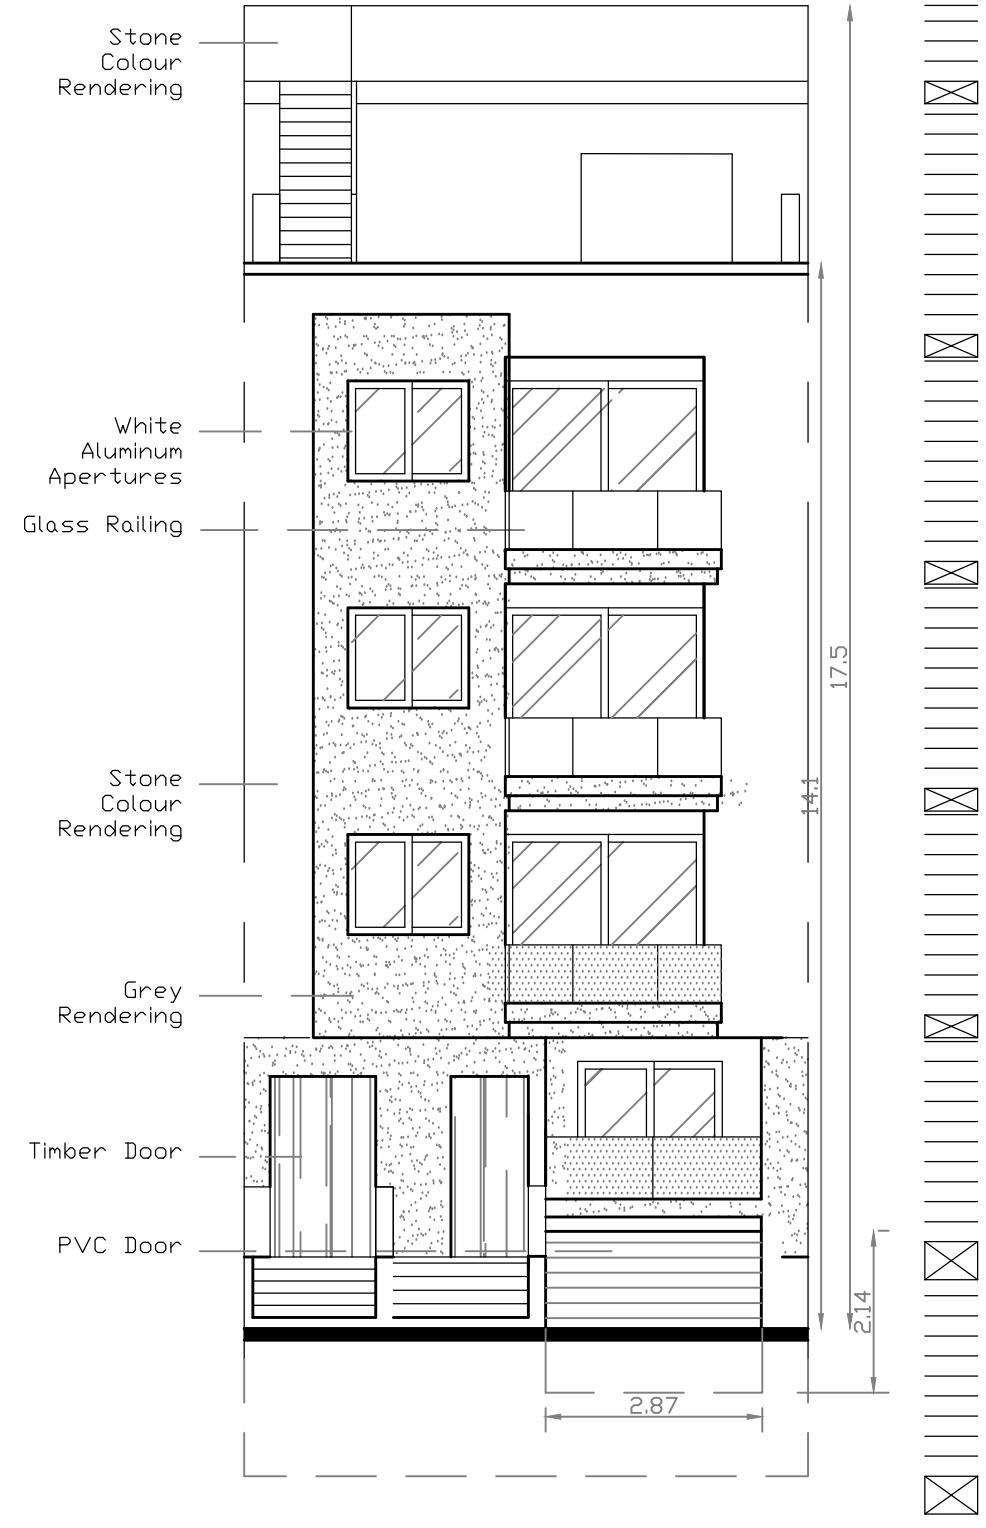 Stone
Colour
Rendering
White
Aluminum
Apertures
Glass Railing
17.5
14.1
Stone
Colour
Rendering
Grey
Rendering
Timber Door
PVC Door
2.14
2.87